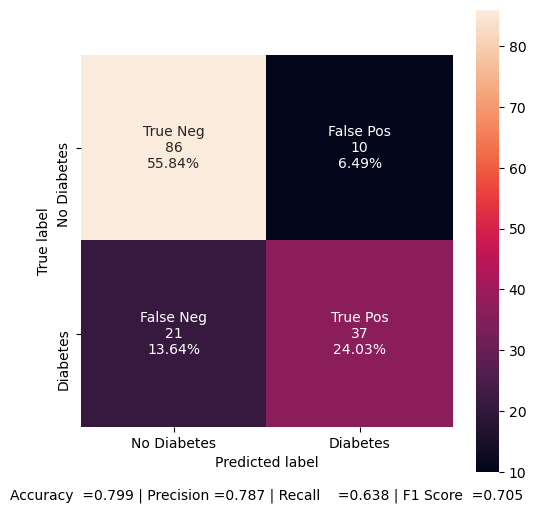 True Neg
86
55.84%
False Pos
10
6.49%
False Neg
21
13.64%
True Pos
37
24.03%
No Diabetes
Diabetes
True label
No Diabetes
Diabetes
Predicted label
80
70
60
50
40
30
20
10
Accuracy =0.799 | Precision =0.787 | Recall =0.638 | F1 Score =0.705